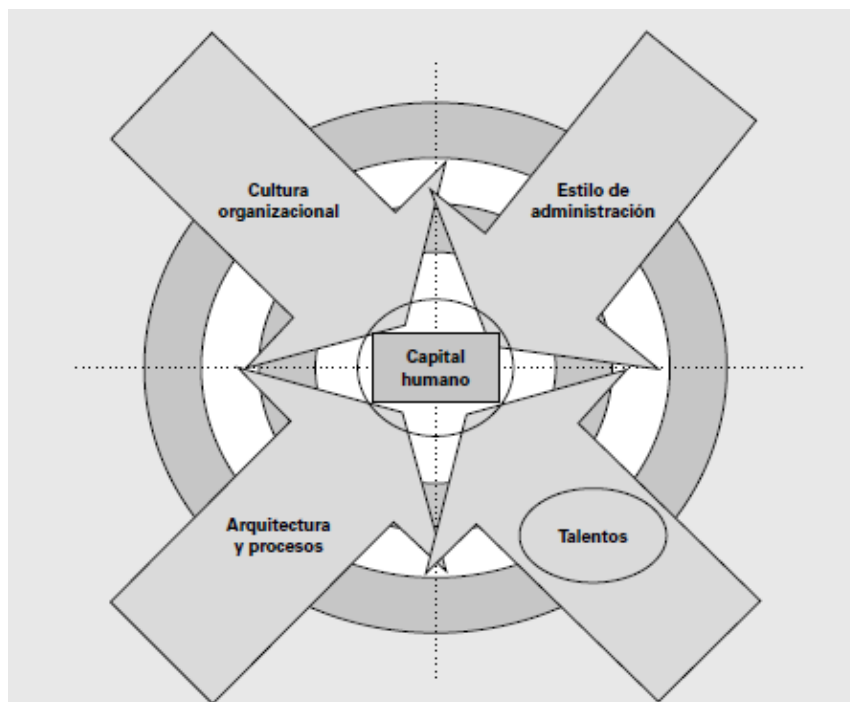 Cultura
organizacional
Estilo de
administración
Capital
humano
Arquitectura
y procesos
Talentos